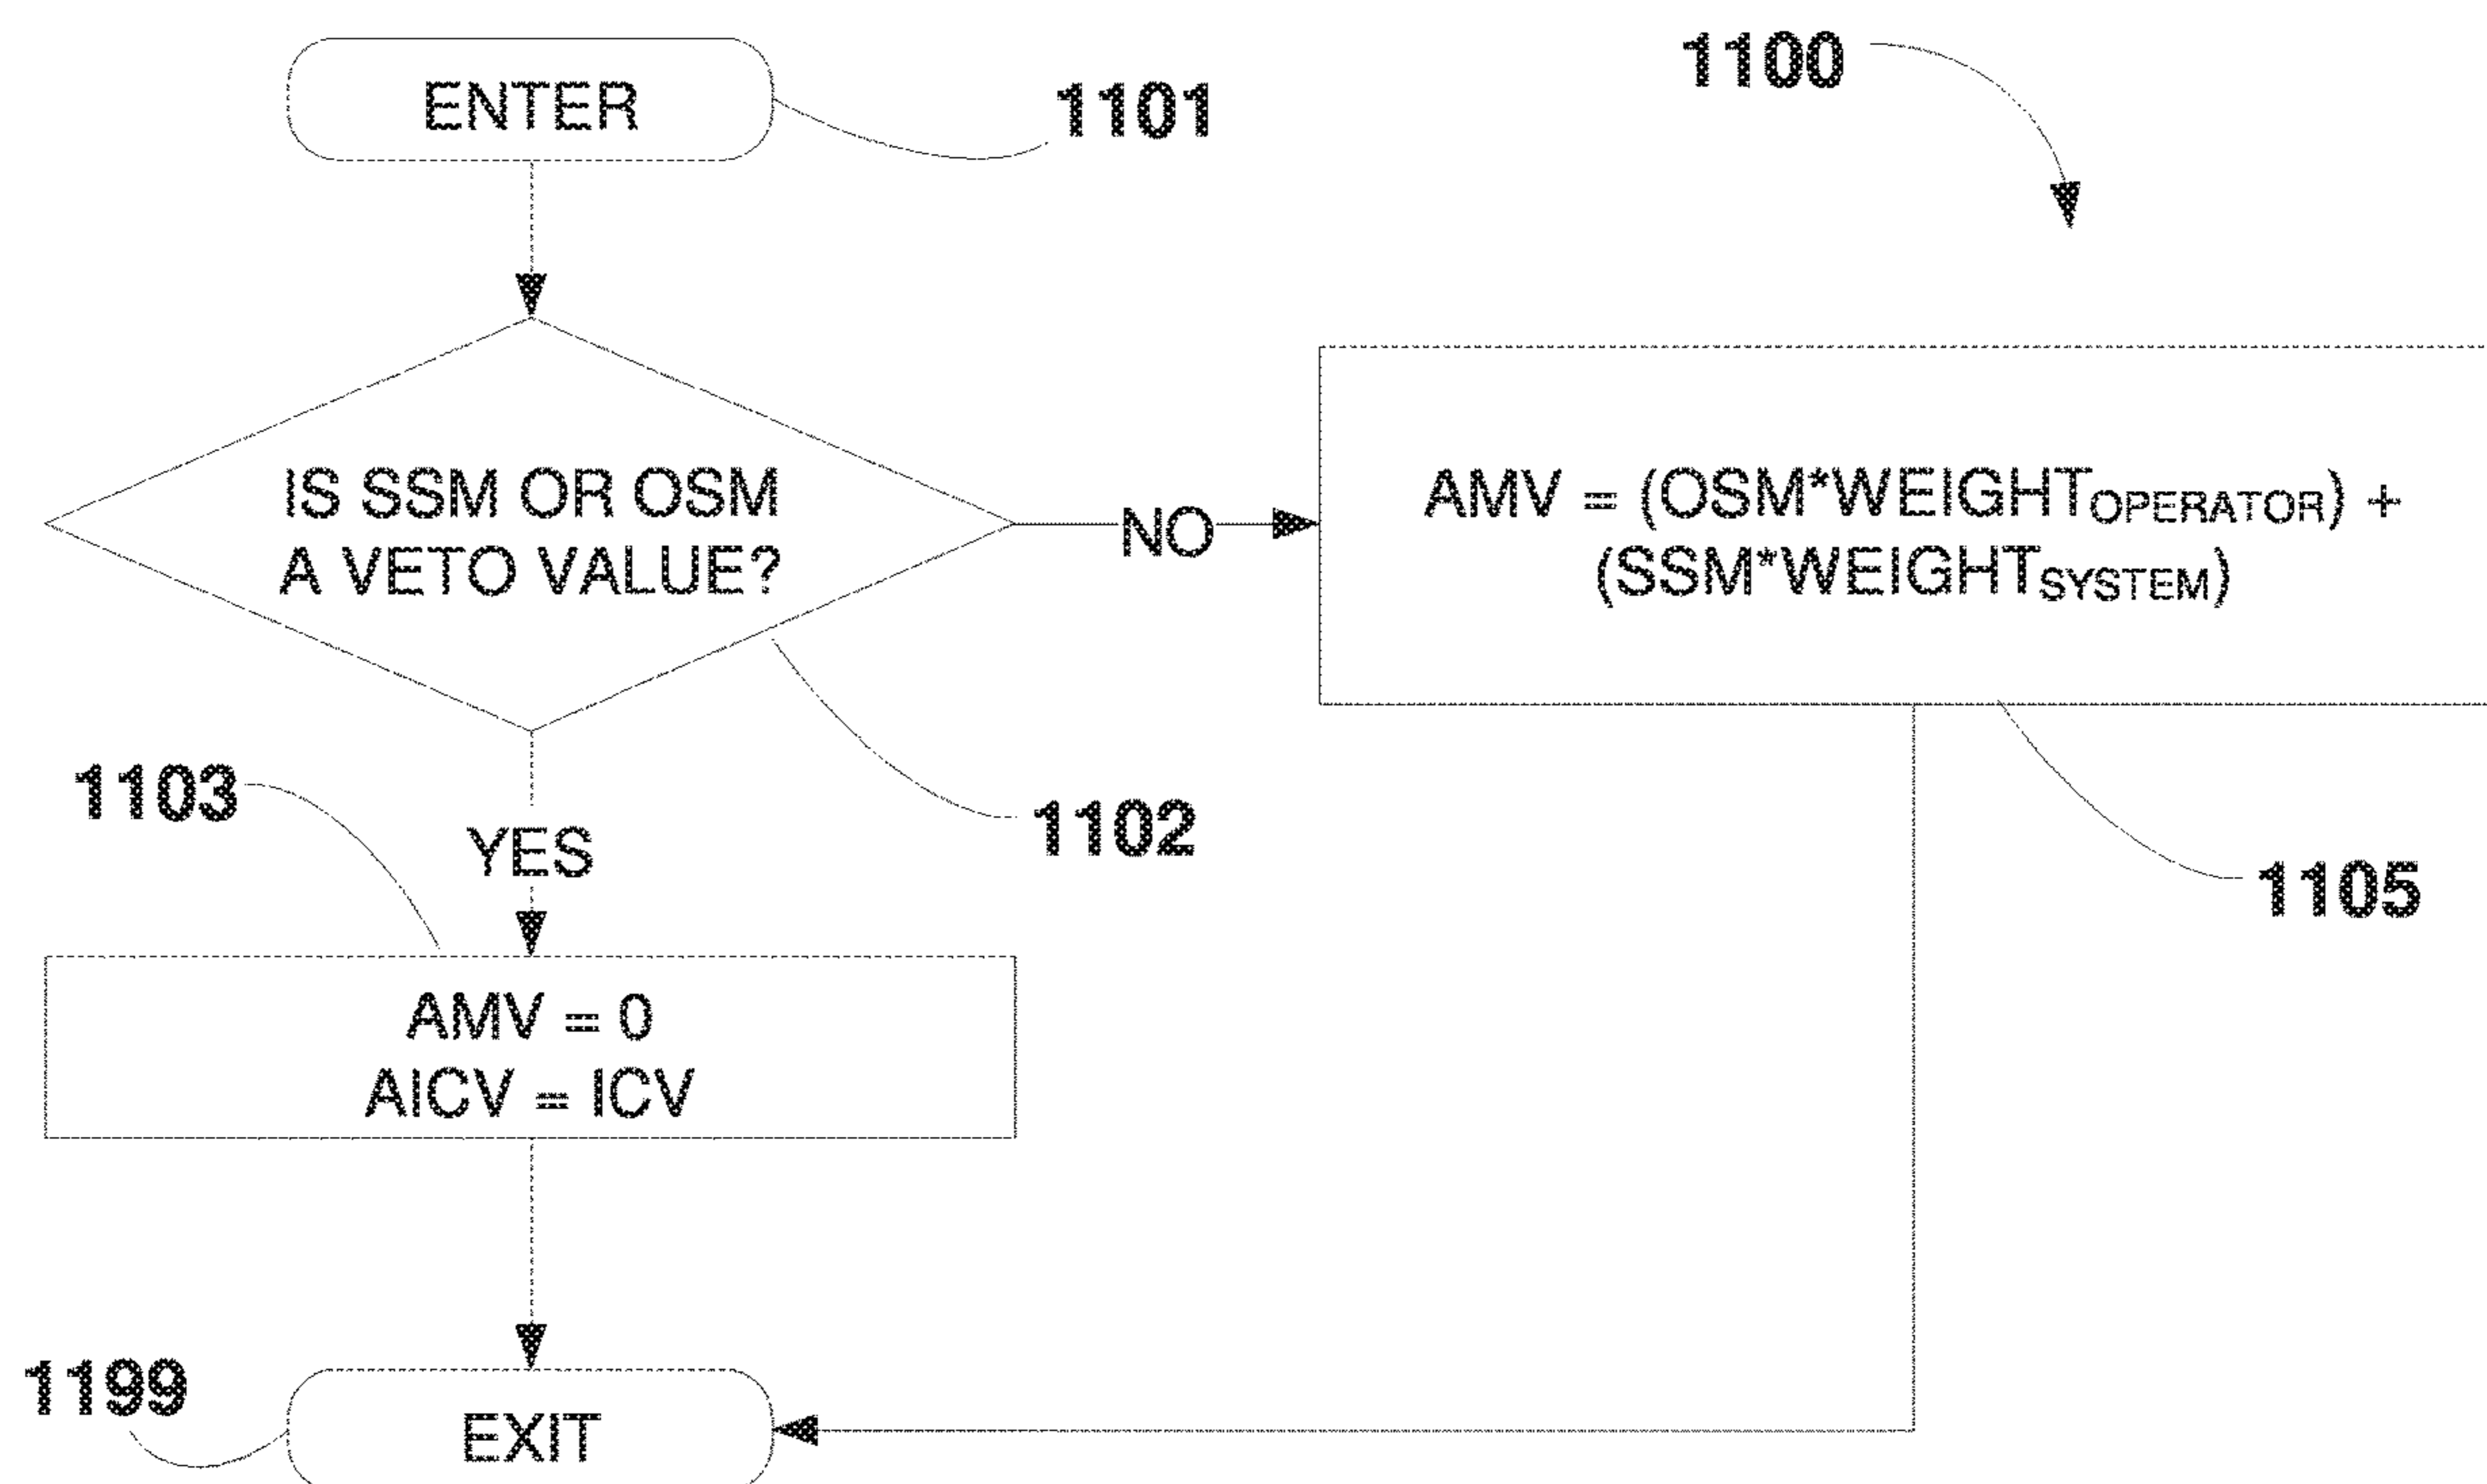 1100
ENTER
1101
IS SSM OR OSM
A VETO VALUE?
NO
AMV = (OSM*WEIGHTOPERATOR) +
(SSM*WEIGHTSYSTEM)
1103
1102
YES
1105
AMV = 0
AICV = ICV
1199
EXIT